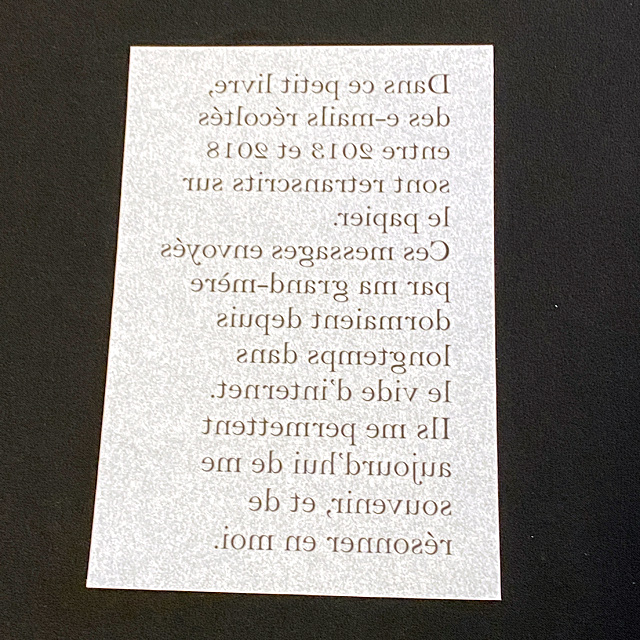 Dans ce petit livre,
des e-mails récoltés
entre 2013 et 2018
sont retranscrits sur
le papier.
Ces messages envoyés
par ma grand-mère
dormaient depuis
longtemps dans
le vide d'internet.
Ils me permettent
aujourd'hui de me
souvenir, et de
résonner en moi.